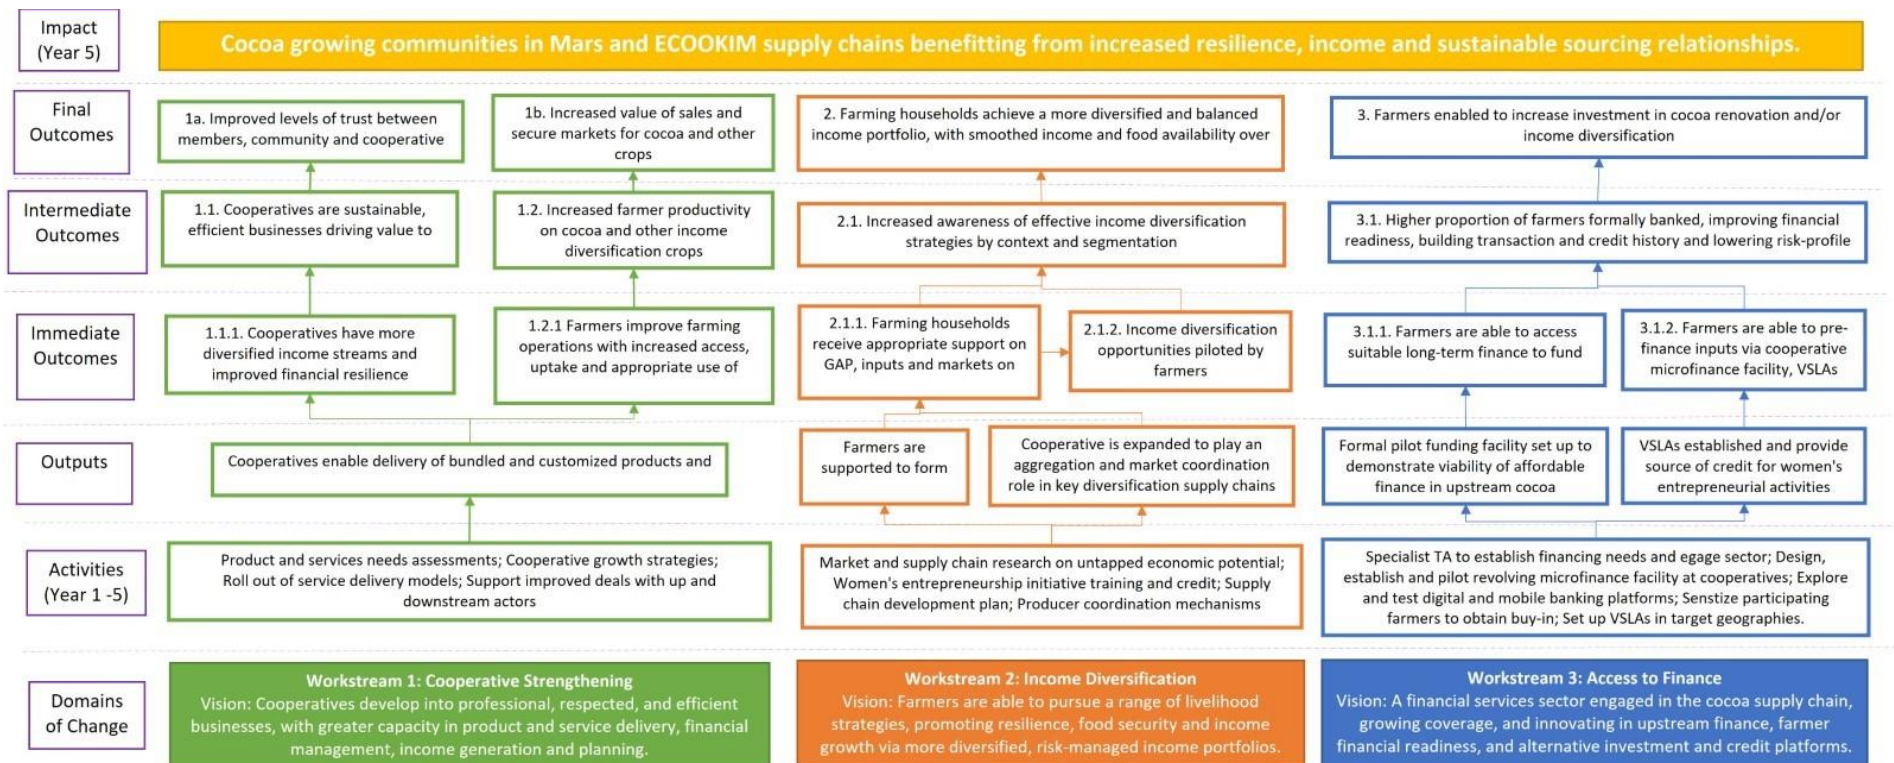 Impact
(Year 5)
Cocoa growing communities in Mars and ECOOKIM supply chains benefitting from increased resilience, income and sustainable sourcing relationships.
Final
Outcomes
1a. Improved levels of trust between
members, community and cooperative
1b. Increased value of sales and
secure markets for cocoa and other
crops
2. Farming households achieve a more diversified and balanced
income portfolio, with smoothed income and food availability over
3. Farmers enabled to increase investment in cocoa renovation and/or
income diversification
Intermediate
Outcomes
1.1. Cooperatives are sustainable,
efficient businesses driving value to
1.2. Increased farmer productivity
on cocoa and other income
diversification crops
2.1. Increased awareness of effective income diversification
strategies by context and segmentation
3.1. Higher proportion of farmers formally banked, improving financial
readiness, building transaction and credit history and lowering risk-profile
Immediate
Outcomes
1.1.1. Cooperatives have more
diversified income streams and
improved financial resilience
1.2.1 Farmers improve farming
operations with increased access,
uptake and appropriate use of
2.1.1. Farming households
receive appropriate support on
GAP, inputs and markets on
2.1.2. Income diversification
opportunities piloted by
farmers
3.1.1. Farmers are able to access
suitable long-term finance to fund
3.1.2. Farmers are able to pre-
finance inputs via cooperative
microfinance facility, VSLAs
Outputs
Cooperatives enable delivery of bundled and customized products and
Farmers are
supported to form
Cooperative is expanded to play an
aggregation and market coordination
role in key diversification supply chains
Formal pilot funding facility set up to
demonstrate viability of affordable
finance in upstream cocoa
VSLAs established and provide
source of credit for women's
entrepreneurial activities
Activities
(Year 1 -5)
Product and services needs assessments; Cooperative growth strategies;
Roll out of service delivery models; Support improved deals with up and
downstream actors
Market and supply chain research on untapped economic potential;
Women's entrepreneurship initiative training and credit; Supply
chain development plan; Producer coordination mechanisms
Specialist TA to establish financing needs and egage sector; Design,
establish and pilot revolving microfinance facility at cooperatives; Explore
and test digital and mobile banking platforms; Senstize participating
farmers to obtain buy-in; Set up VSLAs in target geographies.
Domains
of Change
Workstream 1: Cooperative Strengthening
Vision: Cooperatives develop into professional, respected, and efficient
businesses, with greater capacity in product and service delivery, financial
management, income generation and planning.
Workstream 2: Income Diversification
Vision: Farmers are able to pursue a range of livelihood
strategies, promoting resilience, food security and income
growth via more diversified, risk-managed income portfolios.
Workstream 3: Access to Finance
Vision: A financial services sector engaged in the cocoa supply chain,
growing coverage, and innovating in upstream finance, farmer
financial readiness, and alternative investment and credit platforms.